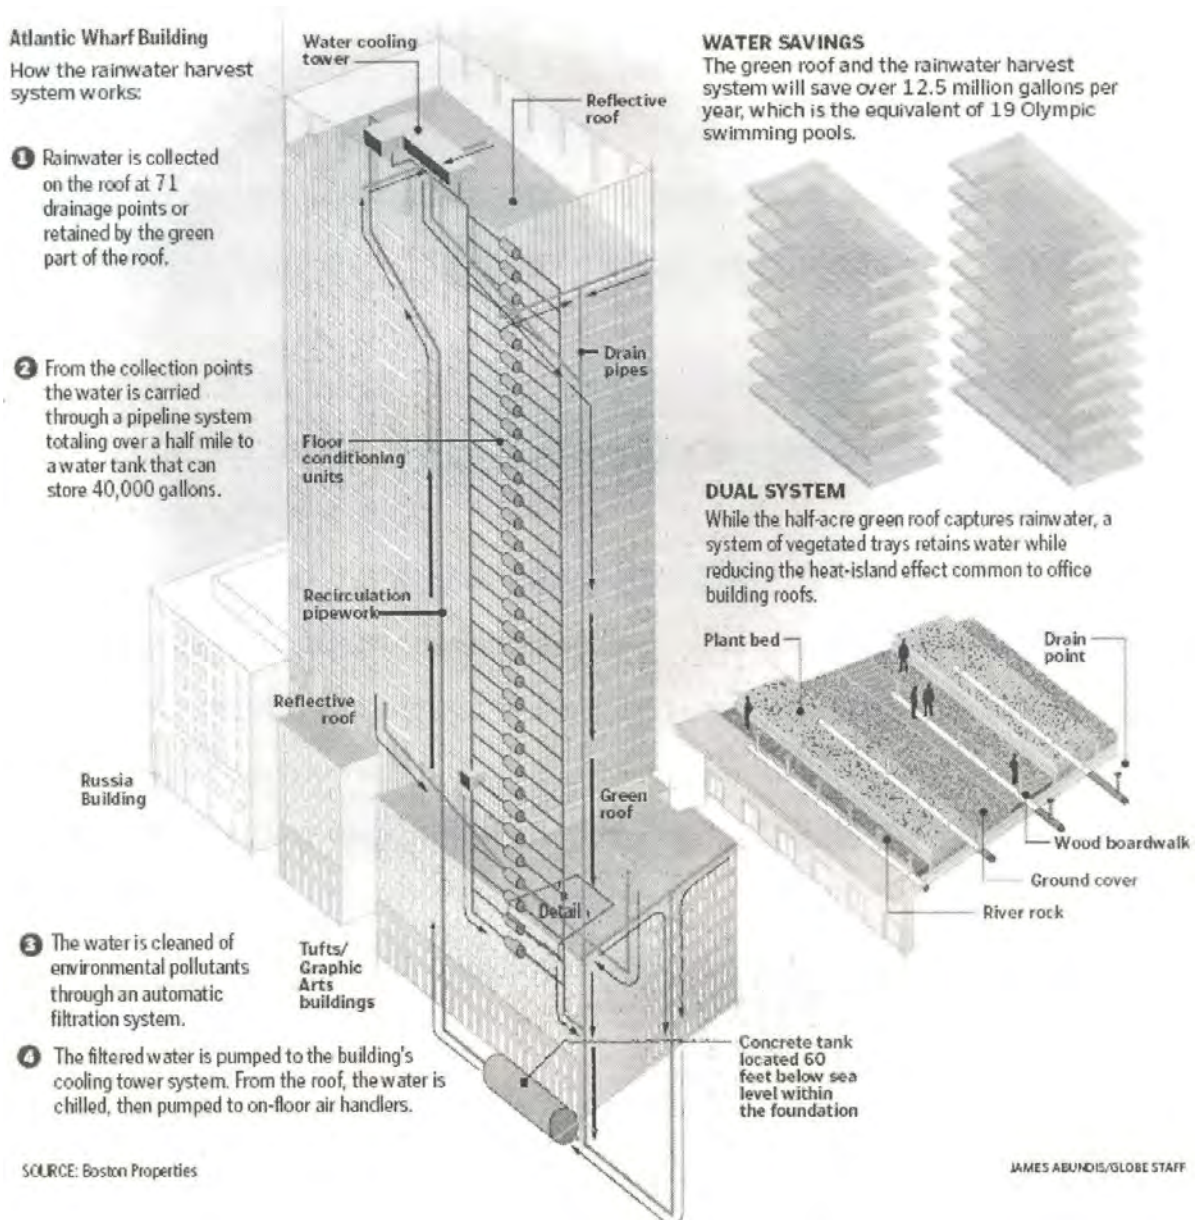 Atlantic Wharf Building
How the rainwater harvest
system works:
1 Rainwater is collected
on the roof at 71
drainage points or
retained by the green
part of the roof.
2 From the collection points
the water is carried
through a pipeline system
totaling over a half mile to
a water tank that can
store 40,000 gallons.
3 The water is cleaned of
environmental pollutants
through an automatic
filtration system.
4 The filtered water is pumped to the building's
cooling tower system. From the roof, the water is
chilled, then pumped to on-floor air handlers.
SOURCE: Boston Properties
Water cooling
tower
Reflective
roof
Drain
pipes
Floor
conditioning
units
Recirculation
pipework
Reflective
roof
Russia
Building
Green
roof
Detail
Tufts/
Graphic
Arts
buildings
Concrete tank
located 60
feet below sea
level within
the foundation
WATER SAVINGS
The green roof and the rainwater harvest
system will save over 12.5 million gallons per
year, which is the equivalent of 19 Olympic
swimming pools.
DUAL SYSTEM
While the half-acre green roof captures rainwater, a
system of vegetated trays retains water while
reducing the heat-island effect common to office
building roofs.
Plant bed
Drain
point
Wood boardwalk
Ground cover
River rock
JAMES ABUNDIS/GLOBE STAFF